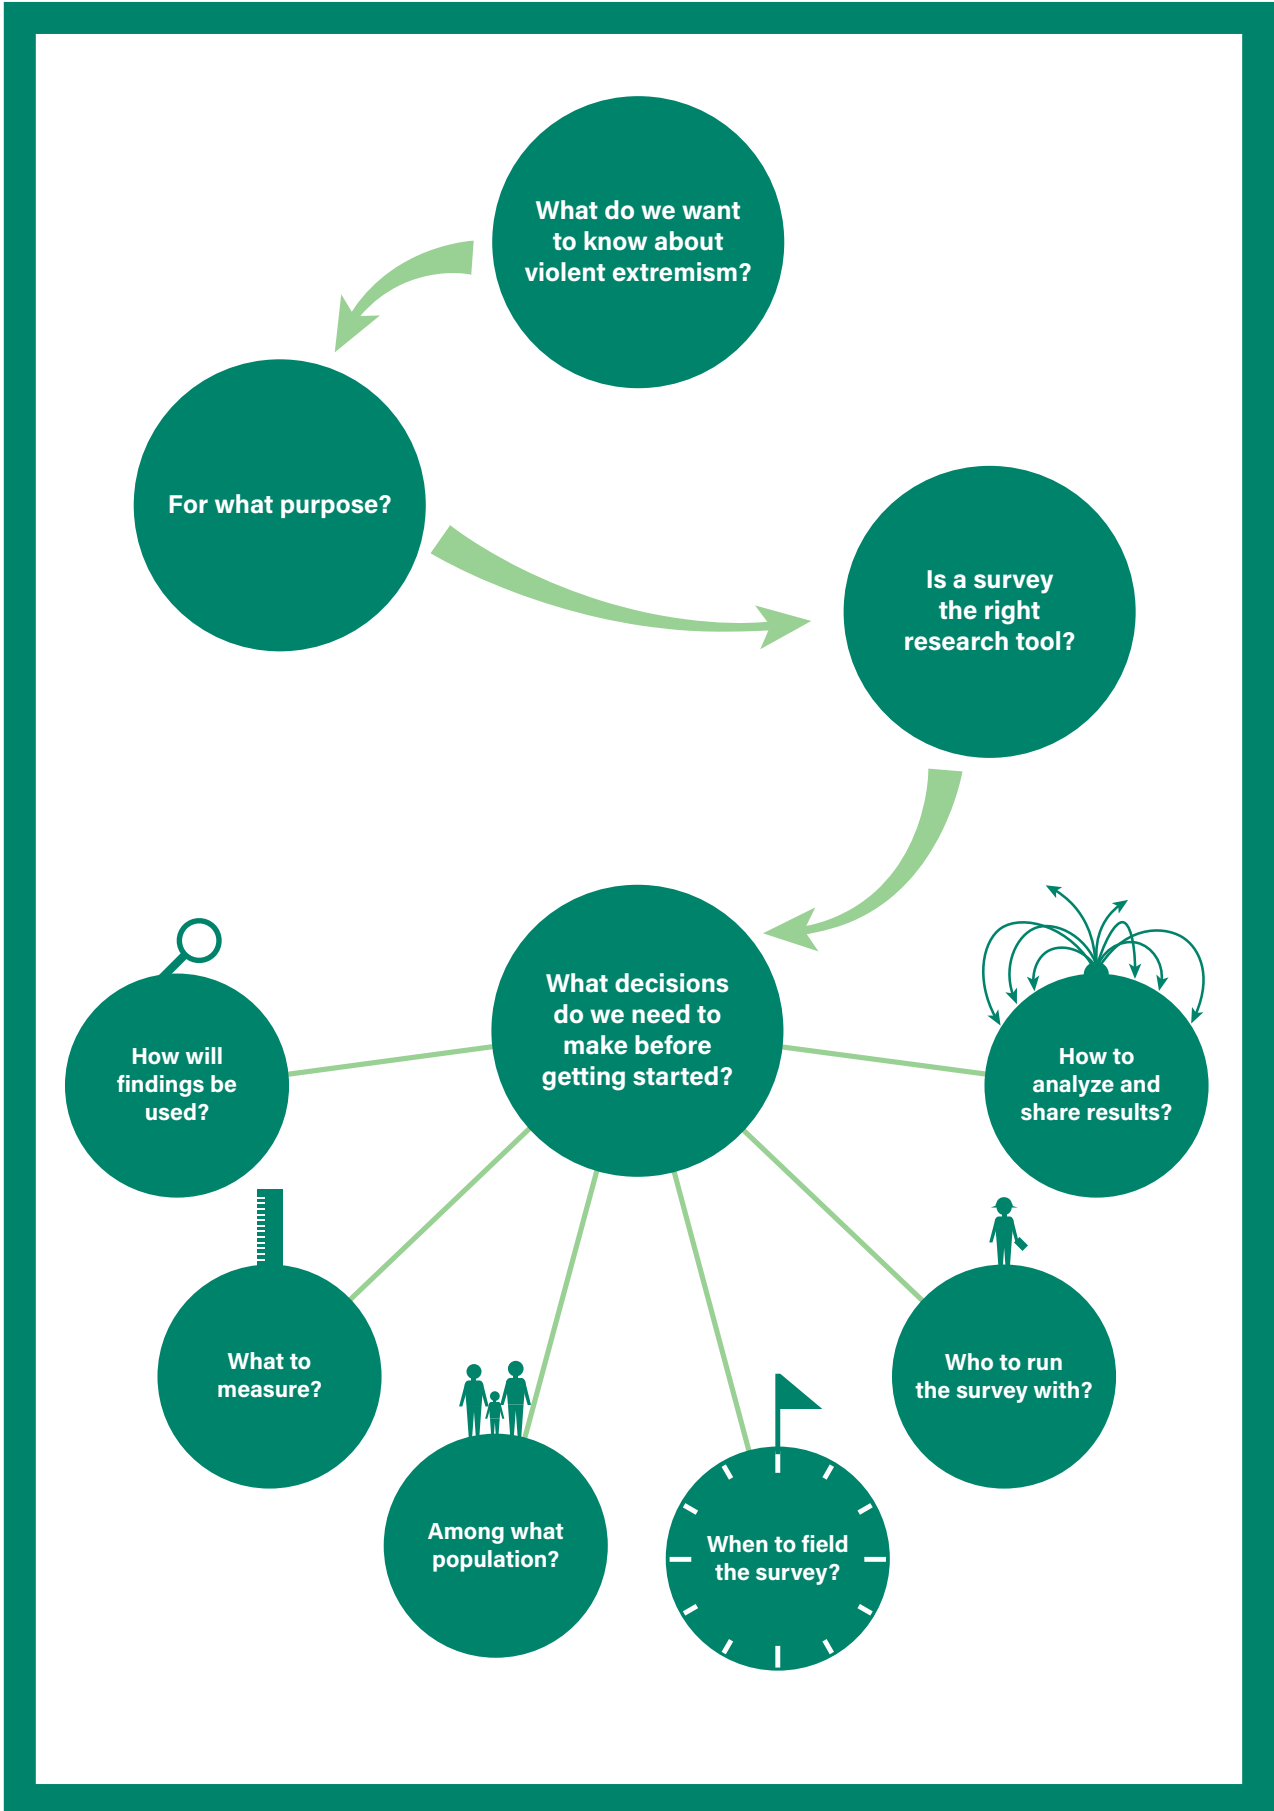 What do we want
to know about
violent extremism?
For what purpose?
Is a survey
the right
research tool?
What decisions
do we need to
make before
getting started?
How will
findings be
used?
What to
measure?
Among what
population?
When to field
the survey?
Who to run
the survey with?
How to
analyze and
share results?